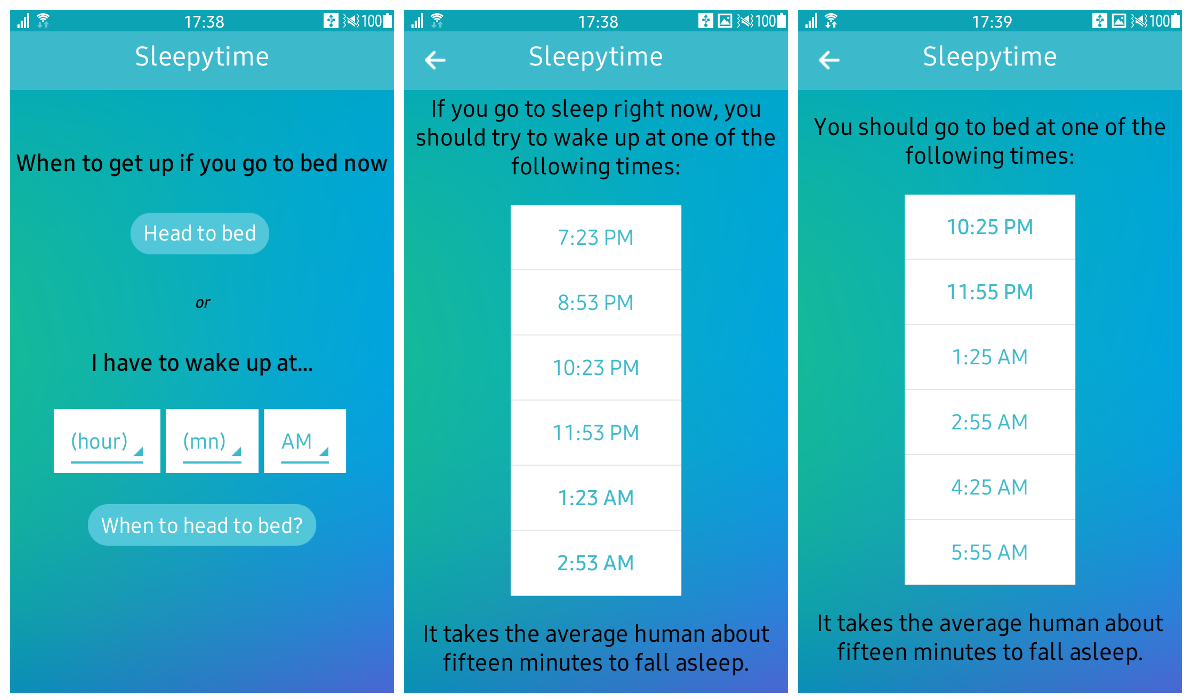 17:38
100
Sleepytime
When to get up if you go to bed now
Head to bed
or
I have to wake up at...
(hour)
(mn)
AM
When to head to bed?
17:38
100
Sleepytime
If you go to sleep right now, you
should try to wake up at one of the
following times:
7:23 PM
8:53 PM
10:23 PM
11:53 PM
1:23 AM
2:53 AM
It takes the average human about
fifteen minutes to fall asleep.
17:39
100
Sleepytime
You should go to bed at one of the
following times:
10:25 PM
11:55 PM
1:25 AM
2:55 AM
4:25 AM
5:55 AM
It takes the average human about
fifteen minutes to fall asleep.